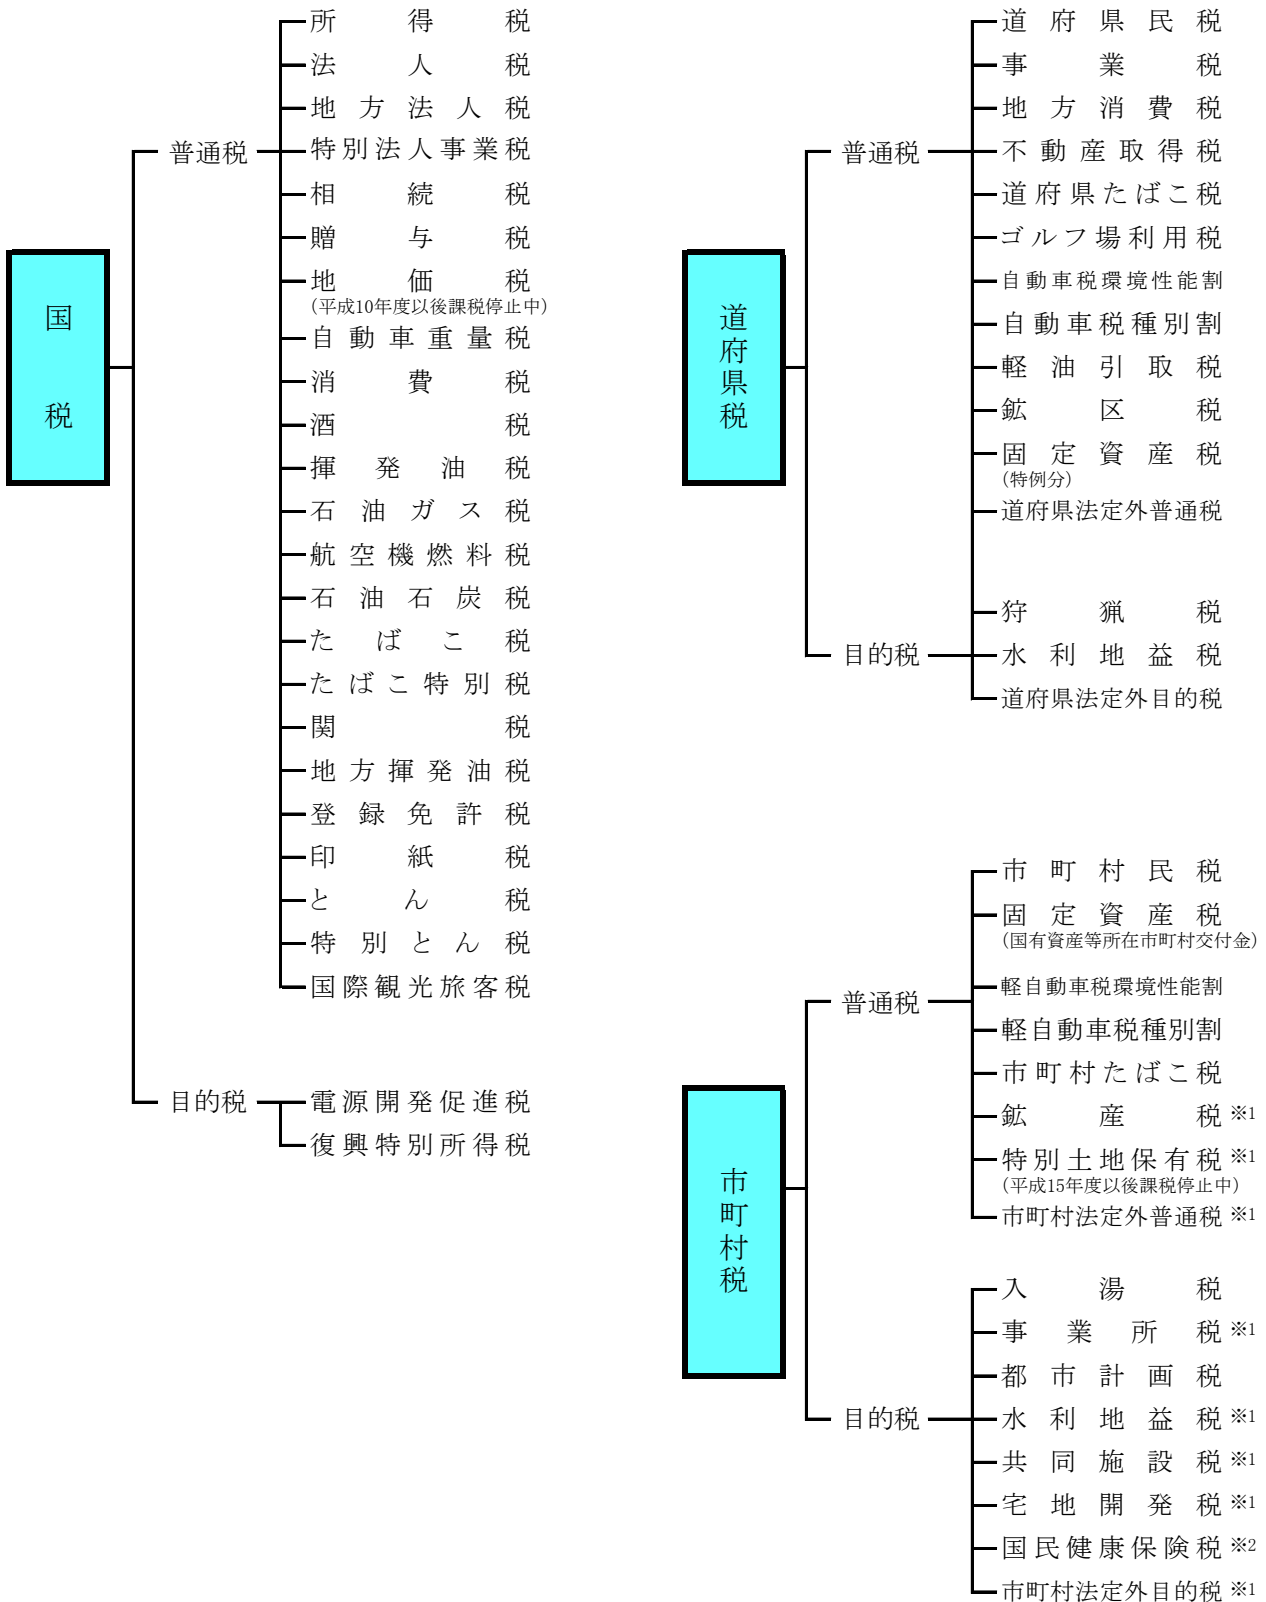 国税
普通税
所得税
法人税
地方法人税
特別法人事業税
相続税
贈与税
地価税
(平成10年度以後課税停止中)
自動車重量税
消費税
酒税
揮発油税
石油ガス税
航空機燃料税
石油石炭税
たばこ税
たばこ特別税
関税
地方揮発油税
登録免許税
印紙税
とん税
特別とん税
国際観光旅客税
目的税
電源開発促進税
復興特別所得税
道府県税
普通税
道府県民税
事業税
地方消費税
不動産取得税
道府県たばこ税
ゴルフ場利用税
自動車税環境性能割
自動車税種別割
軽油引取税
鉱区税
固定資産税
(特例分)
道府県法定外普通税
目的税
狩猟税
水利地益税
道府県法定外目的税
市町村税
普通税
市町村民税
固定資産税
(国有資産等所在市町村交付金)
軽自動車税環境性能割
軽自動車税種別割
市町村たばこ税
鉱産税 ※1
特別土地保有税 ※1
(平成15年度以後課税停止中)
市町村法定外普通税 ※1
目的税
入湯税
事業所税 ※1
都市計画税
水利地益税 ※1
共同施設税 ※1
宅地開発税 ※1
国民健康保険税 ※2
市町村法定外目的税 ※1